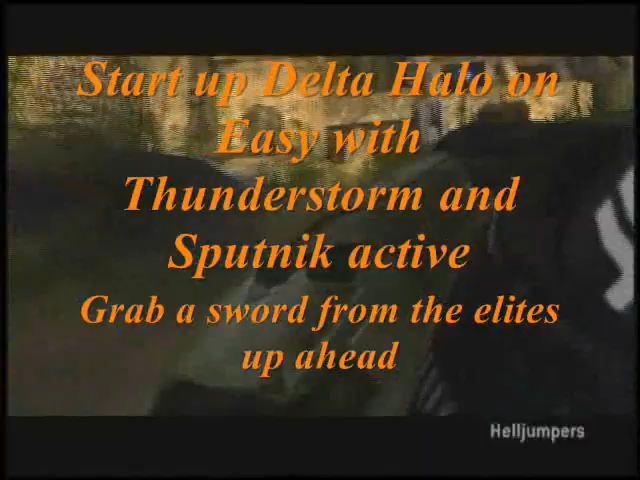 Start up Delta Halo on
Easy with
Thunderstorm and
Sputnik active
Grab a sword from the elites
up ahead
Helljumpers